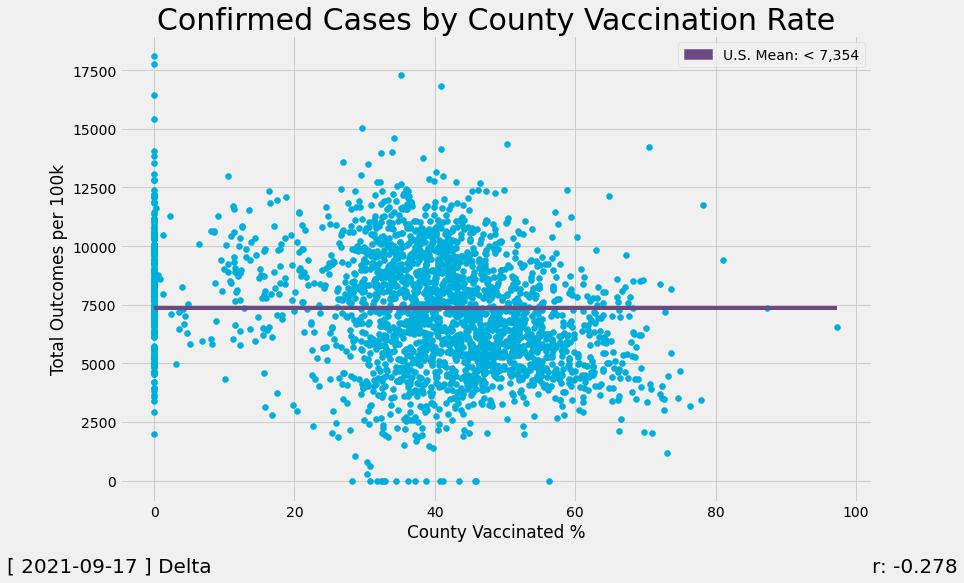 Confirmed Cases by County Vaccination Rate
U.S. Mean: < 7,354
17500
15000
12500
10000
7500
5000
2500
0
Total Outcomes per 100k
0 20 40 60 80 100
County Vaccinated %
[ 2021-09-17 ] Delta
r: -0.278